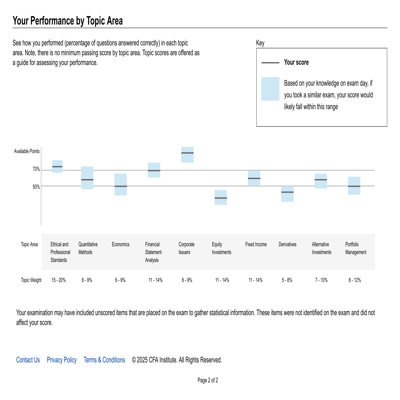 Your Performance by Topic Area
See how you performed (percentage of questions answered correctly) in each topic
area. Note, there is no minimum passing score by topic area. Topic scores are offered as
a guide for assessing your performance.
Key
Your score
Based on your knowledge on exam day, if
you took a similar exam, your score would
likely fall within this range
Available Points
70%
50%
Topic Area
Ethical and
Professional
Standards
Quantitative
Methods
Economics
Financial
Statement
Analysis
Corporate
Issuers
Equity
Investments
Fixed Income
Derivatives
Alternative
Investments
Portfolio
Management
Topic Weight 15 - 20% 6 - 9% 6 - 9% 11 - 14% 6 - 9% 11 - 14% 11 - 14% 5 - 8% 7 - 10% 8 - 12%
Your examination may have included unscored items that are placed on the exam to gather statistical information. These items were not identified on the exam and did not
affect your score.
Contact Us Privacy Policy Terms & Conditions © 2025 CFA Institute. All Rights Reserved.
Page 2 of 2